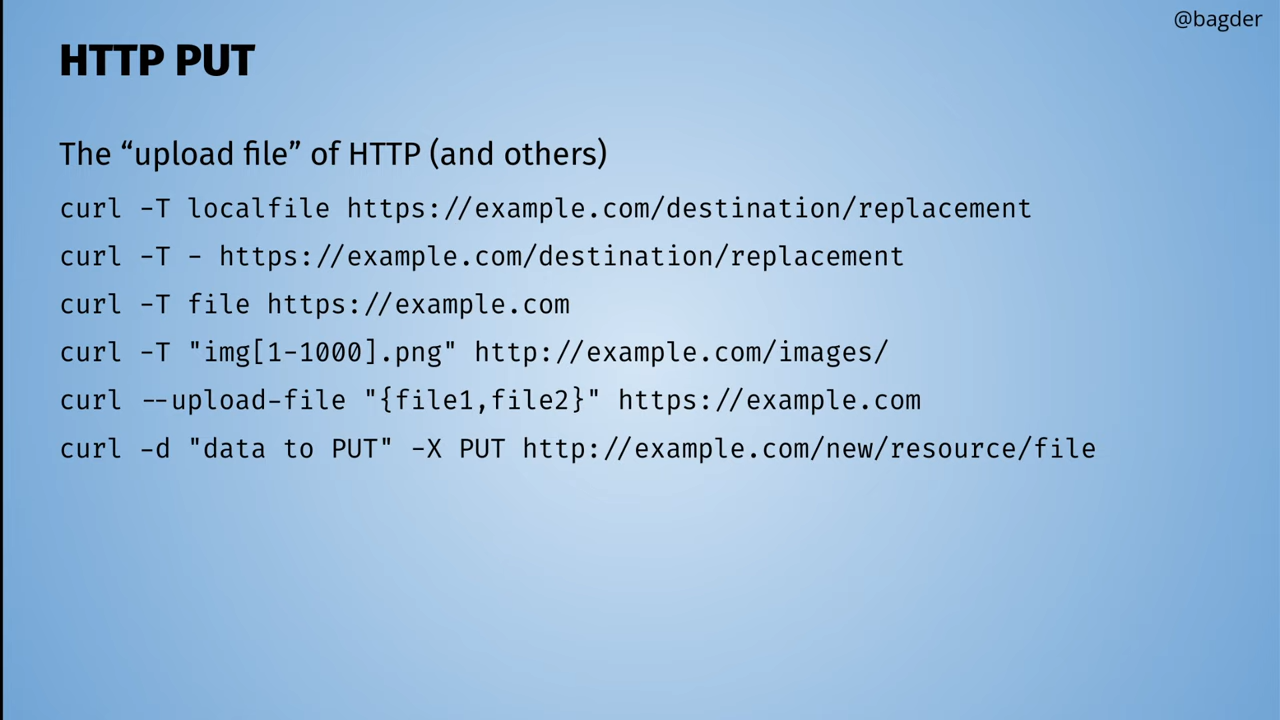 @bagder
HTTP PUT
The “upload file” of HTTP (and others)
curl -T localfile https://example.com/destination/replacement
curl -T - https://example.com/destination/replacement
curl -T file https://example.com
curl -T "img[1-1000].png" http://example.com/images/
curl --upload-file "{file1,file2}" https://example.com
curl -d "data to PUT" -X PUT http://example.com/new/resource/file